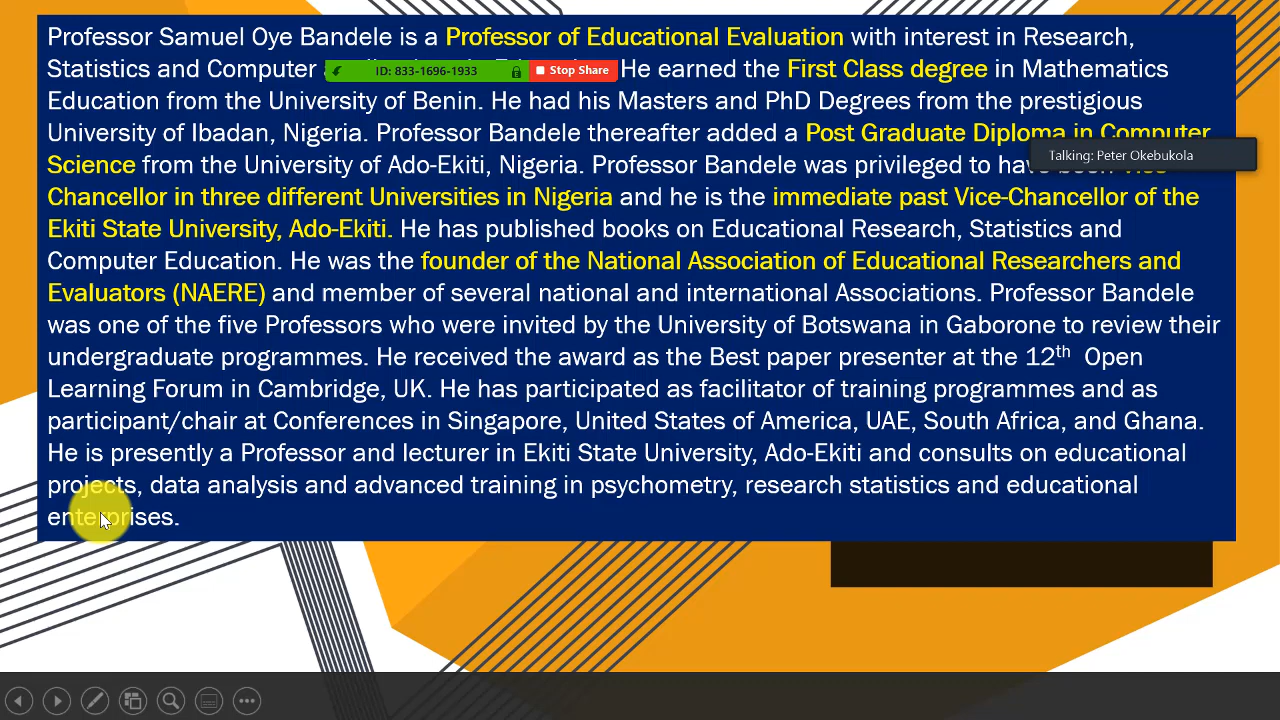 Professor Samuel Oye Bandele is a Professor of Educational Evaluation with interest in Research,
Statistics and Computer He earned the First Class degree in Mathematics
ID: 833-1696-1933 Stop Share
Education from the University of Benin. He had his Masters and PhD Degrees from the prestigious
University of Ibadan, Nigeria. Professor Bandele thereafter added a Post Graduate Diploma in Computer
Science from the University of Ado-Ekiti, Nigeria. Professor Bandele was privileged to have been Vice-
Talking: Peter Okebukola
Chancellor in three different Universities in Nigeria and he is the immediate past Vice-Chancellor of the
Ekiti State University, Ado-Ekiti. He has published books on Educational Research, Statistics and
Computer Education. He was the founder of the National Association of Educational Researchers and
Evaluators (NAERE) and member of several national and international Associations. Professor Bandele
was one of the five Professors who were invited by the University of Botswana in Gaborone to review their
undergraduate programmes. He received the award as the Best paper presenter at the 12th Open
Learning Forum in Cambridge, UK. He has participated as facilitator of training programmes and as
participant/chair at Conferences in Singapore, United States of America, UAE, South Africa, and Ghana.
He is presently a Professor and lecturer in Ekiti State University, Ado-Ekiti and consults on educational
projects, data analysis and advanced training in psychometry, research statistics and educational
enterprises.